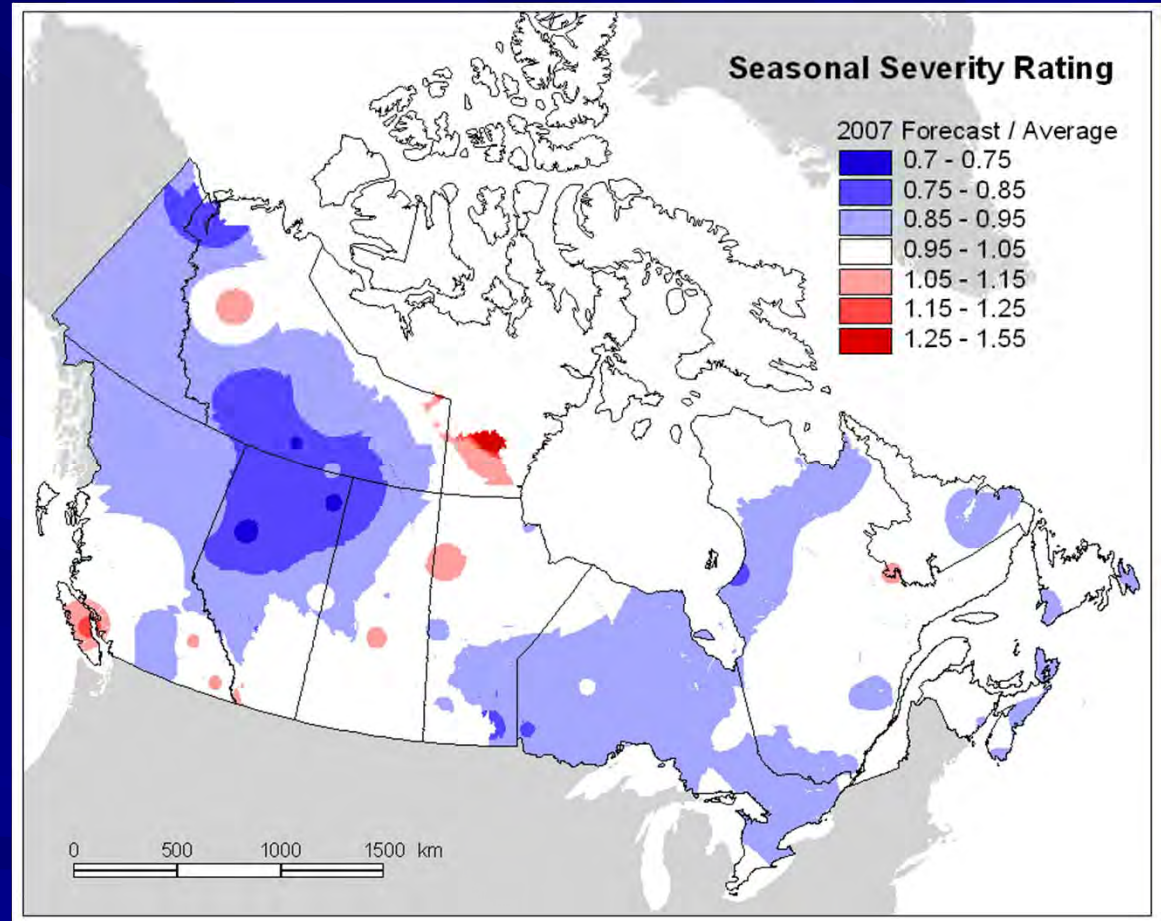 Seasonal Severity Rating
2007 Forecast / Average
0.7 - 0.75
0.75 - 0.85
0.85 - 0.95
0.95 - 1.05
1.05 - 1.15
1.15 - 1.25
1.25 - 1.55
0 500 1000 1500 km